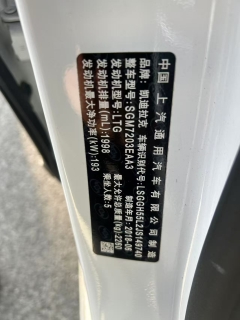 中国 上汽通用汽车有限公司制造
品牌: 凯迪拉克 车辆识别代号: LSGGH55L2JS149740
整车型号: SGM7203EAA3 制造年月: 2018-06
发动机型号: LTG 最大允许总质量(kg): 2260
发动机排量(mL): 1998 乘坐人数: 5
发动机最大净功率(kW): 193